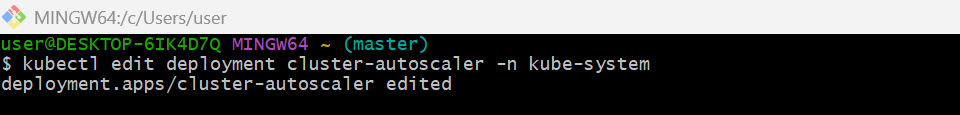 MINGW64:/c/Users/user
user@DESKTOP-6IK4D7Q MINGW64 ~ (master)
$ kubectl edit deployment cluster-autoscaler -n kube-system
deployment.apps/cluster-autoscaler edited